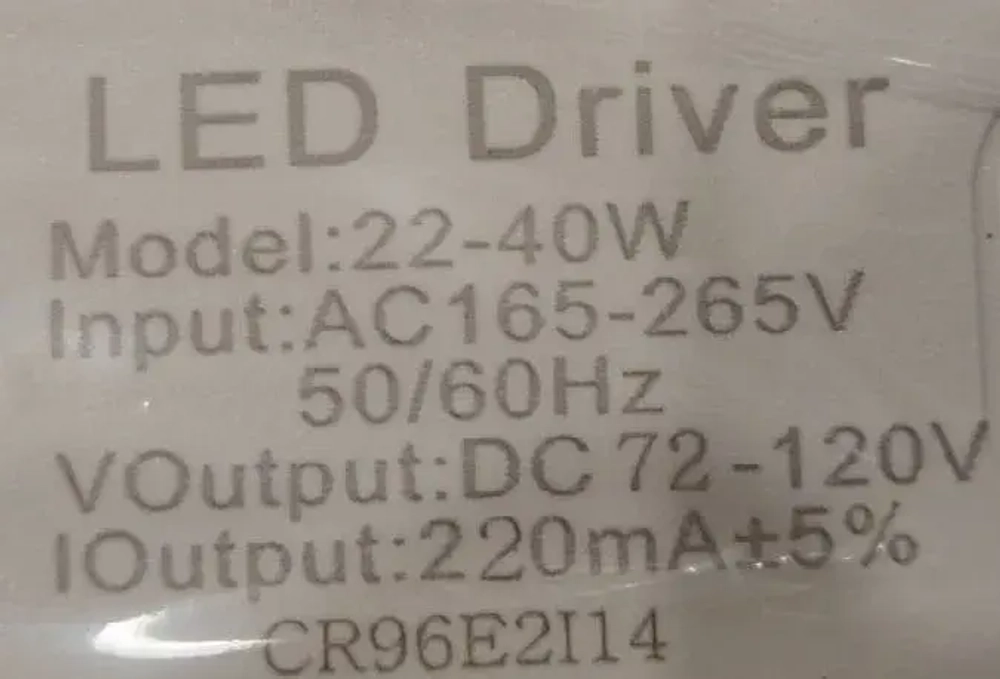 LED Driver
Model:22-40W
Input:AC165-265V
50/60Hz
VOutput:DC 72-120V
IOutput:220mA±5%
CR96E2I14